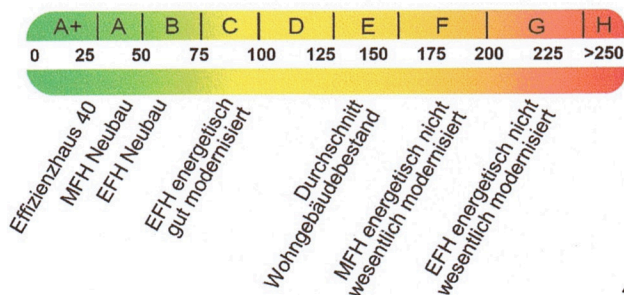 A+ A B C D E F G H
0 25 50 75 100 125 150 175 200 225 >250
Effizienzhaus 40
MFH Neubau
EFH Neubau
EFH energetisch
gut modernisiert
Durchschnitt
Wohngebäudebestand
MFH energetisch nicht
wesentlich modernisiert
EFH energetisch nicht
wesentlich modernisiert